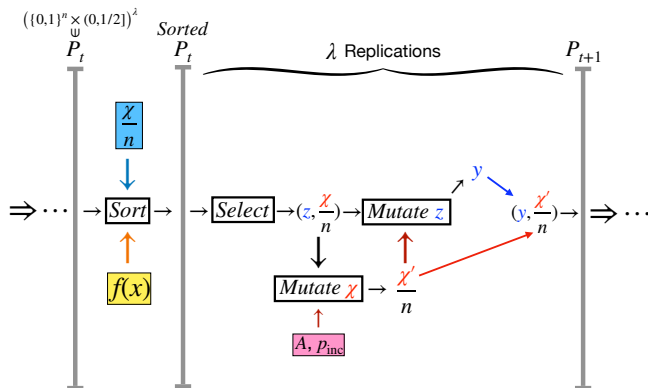 ({0,1}ⁿ × (0,1/2])^λ
∪
P_t
Sorted
P_t
λ Replications
P_{t+1}
χ/n
⇒ ⋯ → Sort → → Select → (z, χ/n) → Mutate z
y
(y, χ′/n) → ⇒ ⋯
f(x)
Mutate χ → χ′/n
A, p_inc